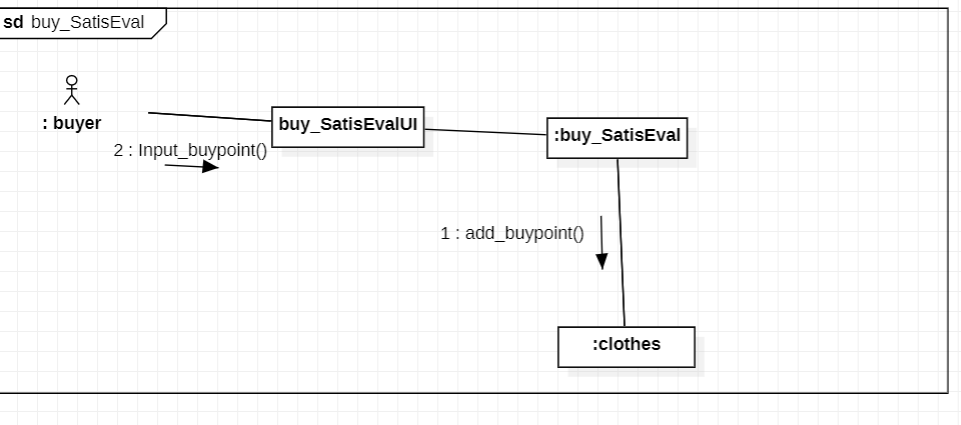 sd buy_SatisEval
: buyer
buy_SatisEvalUI
:buy_SatisEval
2 : Input_buypoint()
1 : add_buypoint()
:clothes